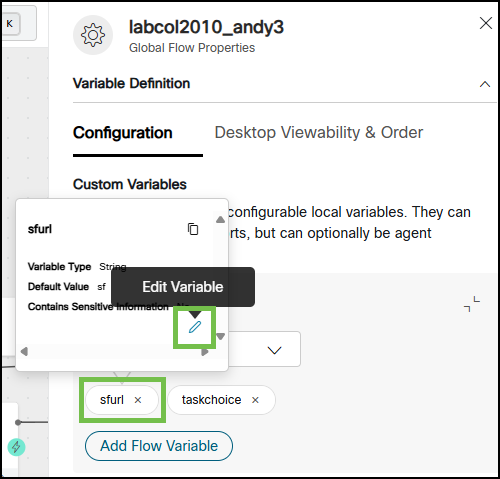 K
labcol2010_andy3
Global Flow Properties
Variable Definition
Configuration
Desktop Viewability & Order
Custom Variables
configurable local variables. They can
rts, but can optionally be agent
sfurl
Variable Type String
Default Value sf
Contains Sensitive Information No
Edit Variable
sfurl ×
taskchoice ×
Add Flow Variable